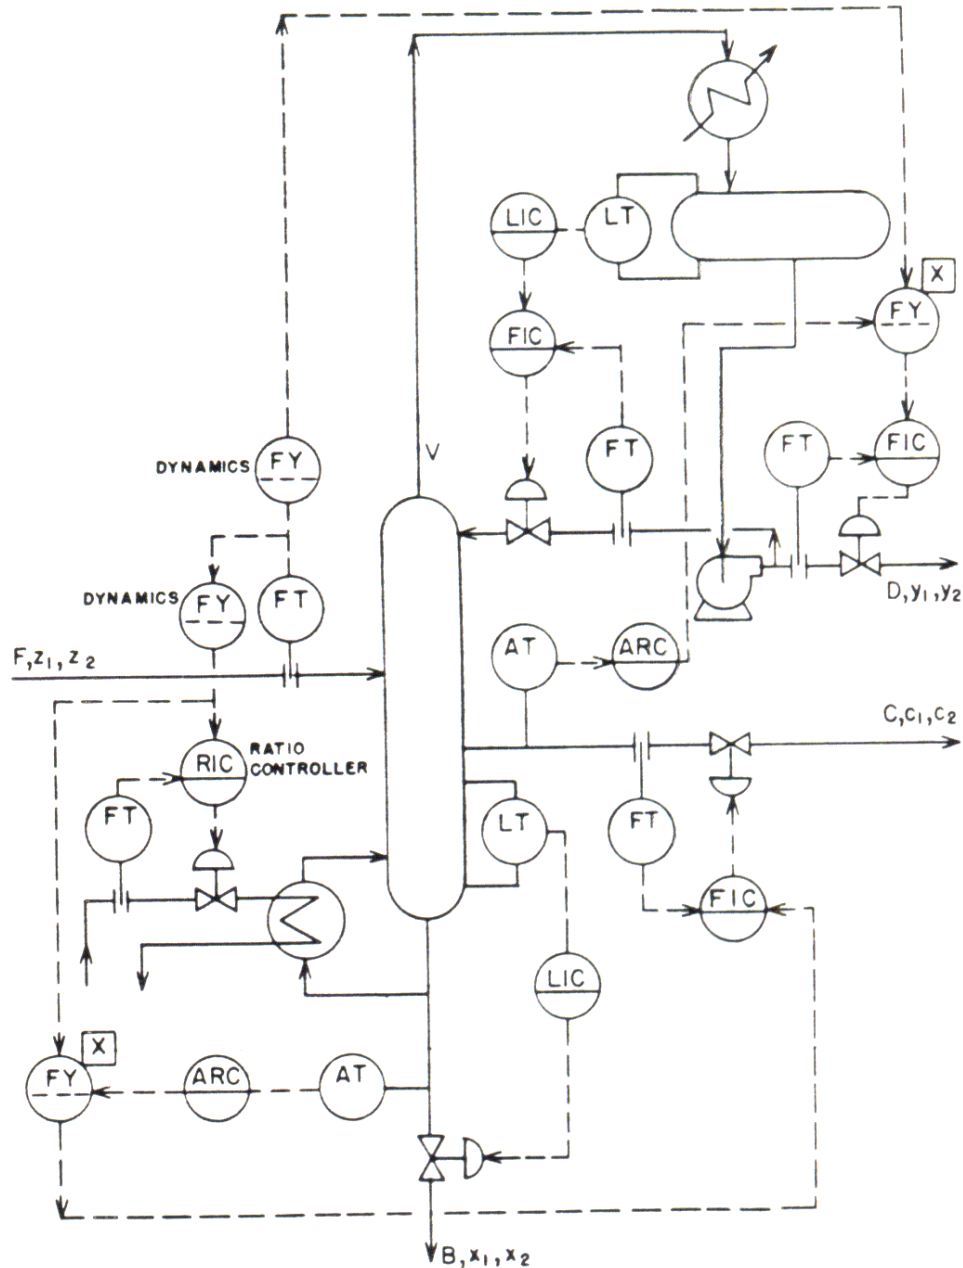 LIC
LT
X
FY
FIC
V
FT
FT
FIC
DYNAMICS
FY
DYNAMICS
FY
FT
D, y₁, y₂
AT
ARC
F, z₁, z₂
C, c₁, c₂
RIC
RATIO
CONTROLLER
FT
LT
FT
FIC
LIC
X
FY
ARC
AT
B, x₁, x₂